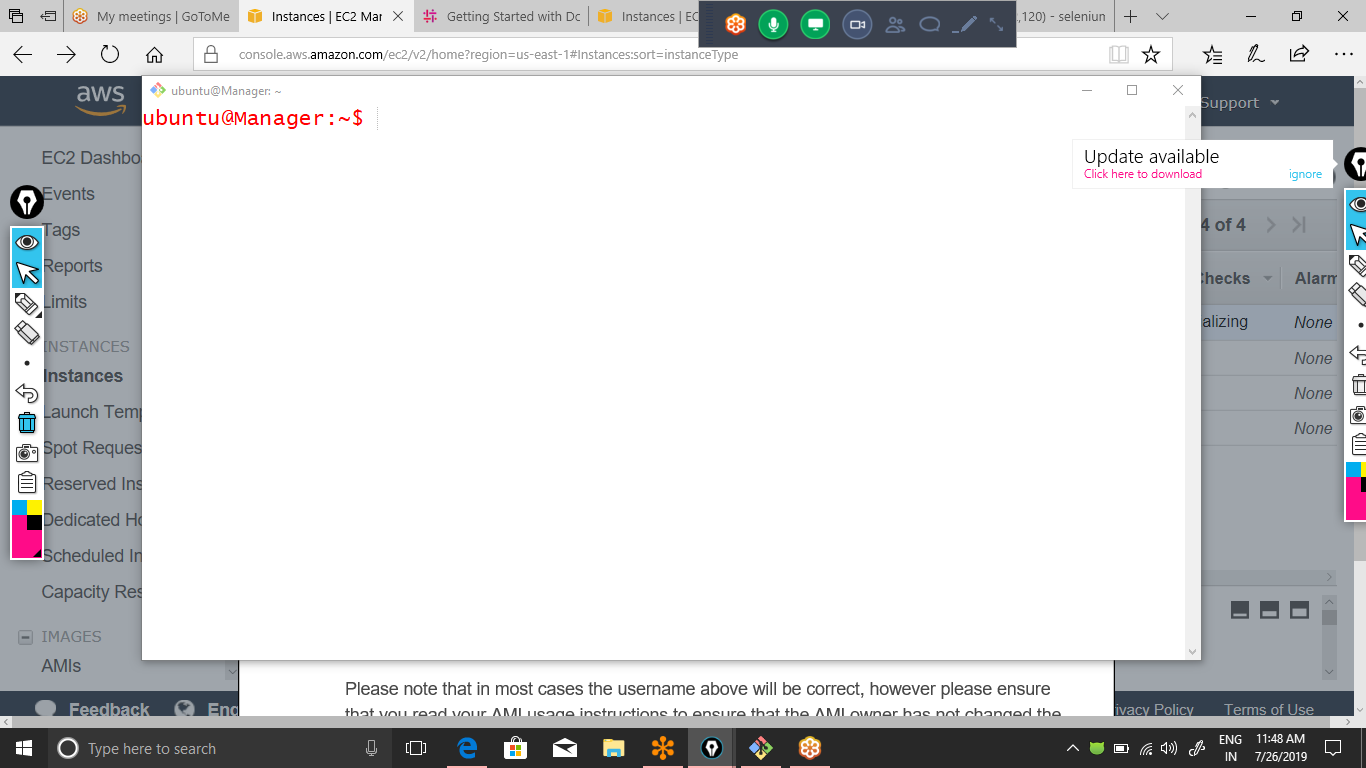 My meetings | GoToMe
Instances | EC2 Mar
Getting Started with Dc
Instances | EC
,120) - seleniun
console.aws.amazon.com/ec2/v2/home?region=us-east-1#Instances:sort=instanceType
aws
Support
ubuntu@Manager: ~
ubuntu@Manager:~$
Update available
Click here to download
ignore
EC2 Dashbo
Events
Tags
Reports
Limits
INSTANCES
Instances
Launch Temp
Spot Reques
Reserved Ins
Dedicated Ho
Scheduled In
Capacity Res
IMAGES
AMIs
4 of 4
Checks
Alarm
alizing
None
None
None
None
Please note that in most cases the username above will be correct, however please ensure
that you read your AMI usage instructions to ensure that the AMI owner has not changed the
Feedback
Eng
rivacy Policy
Terms of Use
Type here to search
ENG
IN
11:48 AM
7/26/2019